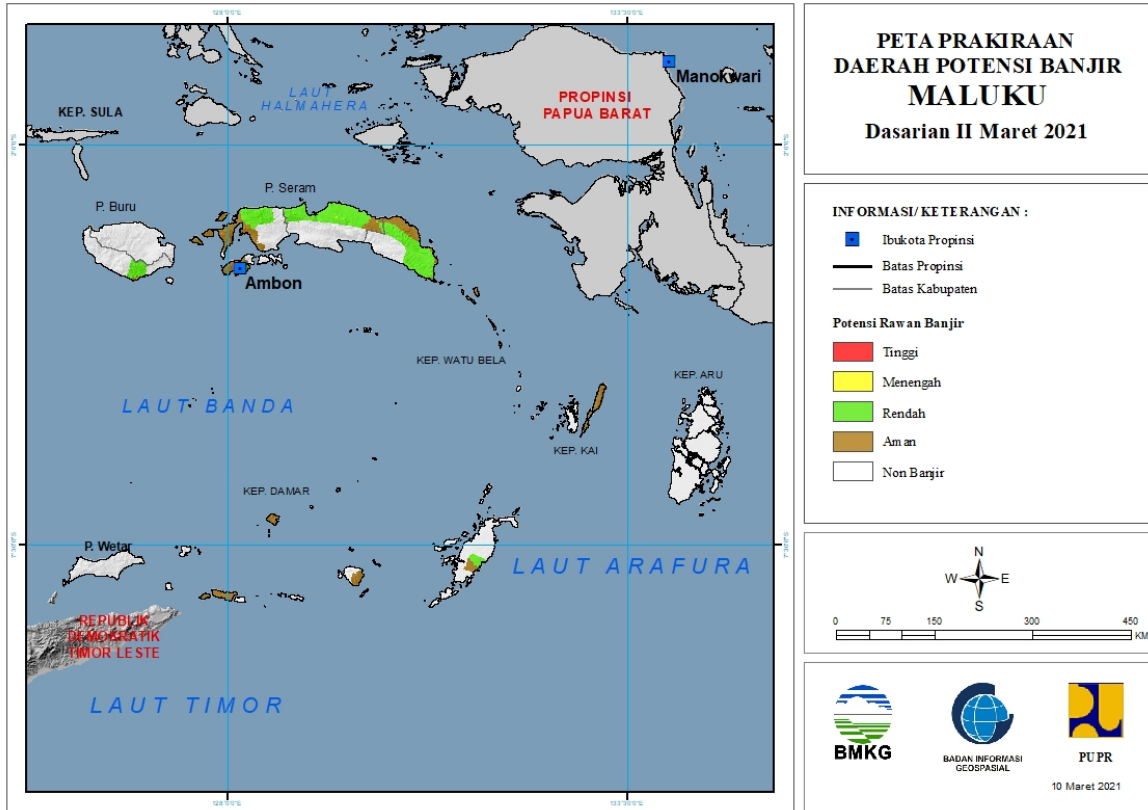 PETA PRAKIRAAN
DAERAH POTENSI BANJIR
MALUKU
Dasarian II Maret 2021
INFORMASI/ KETERANGAN :
Ibukota Propinsi
Batas Propinsi
Batas Kabupaten
Potensi Rawan Banjir
Tinggi
Menengah
Rendah
Aman
Non Banjir
N
W E
S
0 75 150 300 450
KM
BMKG
BADAN INFORMASI
GEOSPASIAL
PUPR
10 Maret 2021
Manokwari
LAUT
HALMAHERA
PROPINSI
PAPUA BARAT
KEP. SULA
P. Seram
P. Buru
Ambon
KEP. WATU BELA
KEP. ARU
LAUT BANDA
KEP. KAI
KEP. DAMAR
P. Wetar
LAUT ARAFURA
REPUBLIK
DEMOKRATIK
TIMOR LESTE
LAUT TIMOR